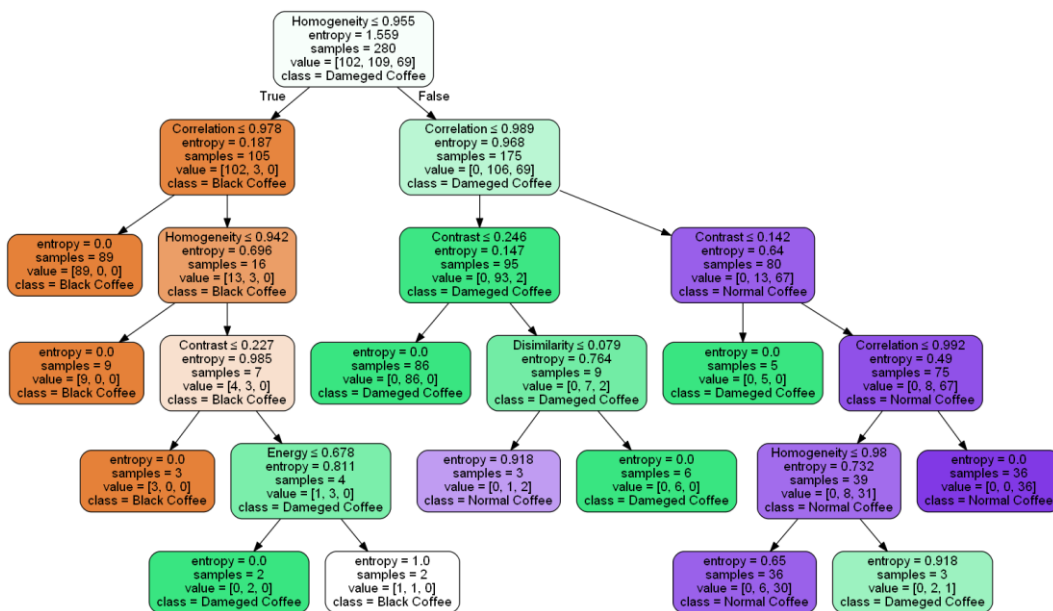 Homogeneity ≤ 0.955
entropy = 1.559
samples = 280
value = [102, 109, 69]
class = Dameged Coffee
True
False
Correlation ≤ 0.978
entropy = 0.187
samples = 105
value = [102, 3, 0]
class = Black Coffee
Correlation ≤ 0.989
entropy = 0.968
samples = 175
value = [0, 106, 69]
class = Dameged Coffee
entropy = 0.0
samples = 89
value = [89, 0, 0]
class = Black Coffee
Homogeneity ≤ 0.942
entropy = 0.696
samples = 16
value = [13, 3, 0]
class = Black Coffee
Contrast ≤ 0.246
entropy = 0.147
samples = 95
value = [0, 93, 2]
class = Dameged Coffee
Contrast ≤ 0.142
entropy = 0.64
samples = 80
value = [0, 13, 67]
class = Normal Coffee
entropy = 0.0
samples = 9
value = [9, 0, 0]
class = Black Coffee
Contrast ≤ 0.227
entropy = 0.985
samples = 7
value = [4, 3, 0]
class = Black Coffee
entropy = 0.0
samples = 86
value = [0, 86, 0]
class = Dameged Coffee
Disimilarity ≤ 0.079
entropy = 0.764
samples = 9
value = [0, 7, 2]
class = Dameged Coffee
entropy = 0.0
samples = 5
value = [0, 5, 0]
class = Dameged Coffee
Correlation ≤ 0.992
entropy = 0.49
samples = 75
value = [0, 8, 67]
class = Normal Coffee
entropy = 0.0
samples = 3
value = [3, 0, 0]
class = Black Coffee
Energy ≤ 0.678
entropy = 0.811
samples = 4
value = [1, 3, 0]
class = Dameged Coffee
entropy = 0.918
samples = 3
value = [0, 1, 2]
class = Normal Coffee
entropy = 0.0
samples = 6
value = [0, 6, 0]
class = Dameged Coffee
Homogeneity ≤ 0.98
entropy = 0.732
samples = 39
value = [0, 8, 31]
class = Normal Coffee
entropy = 0.0
samples = 36
value = [0, 0, 36]
class = Normal Coffee
entropy = 0.0
samples = 2
value = [0, 2, 0]
class = Dameged Coffee
entropy = 1.0
samples = 2
value = [1, 1, 0]
class = Black Coffee
entropy = 0.65
samples = 36
value = [0, 6, 30]
class = Normal Coffee
entropy = 0.918
samples = 3
value = [0, 2, 1]
class = Dameged Coffee